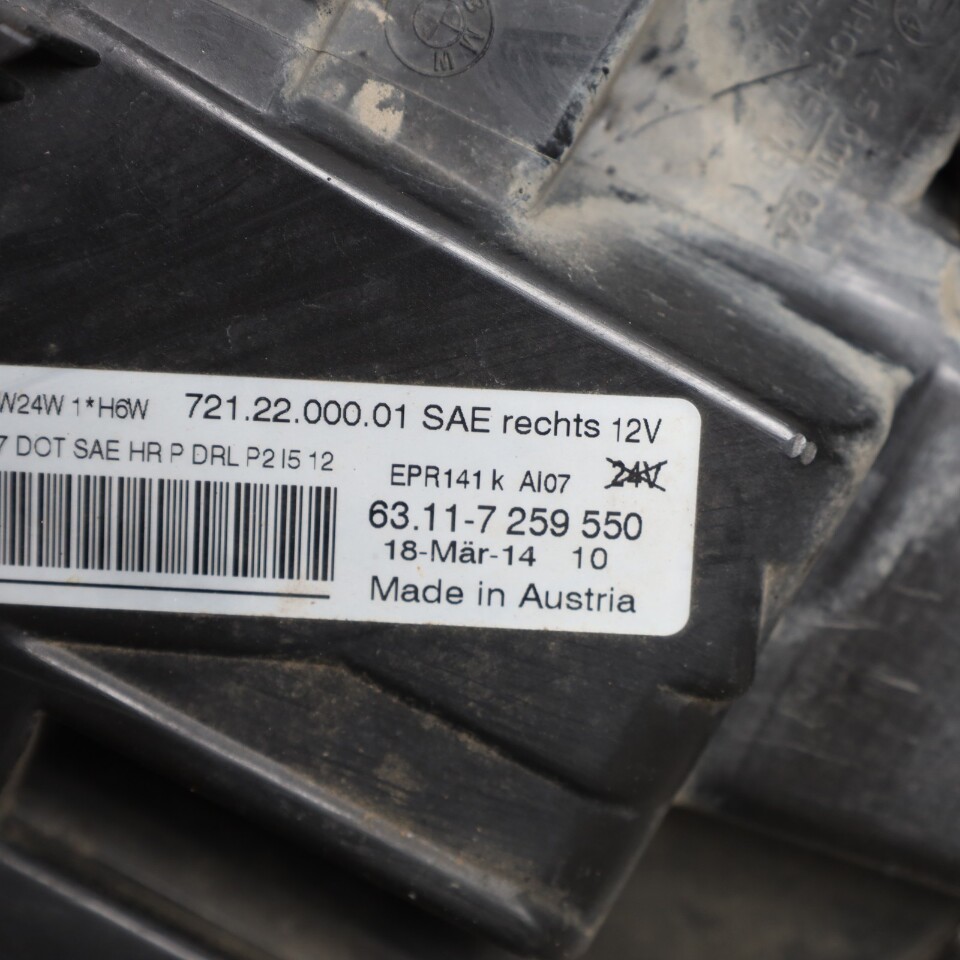 BMW
W24W 1*H6W 721.22.000.01 SAE rechts 12V
7 DOT SAE HR P DRL P2 I5 12
EPR141 k AI07 24V
63.11-7 259 550
18-Mär-14 10
Made in Austria